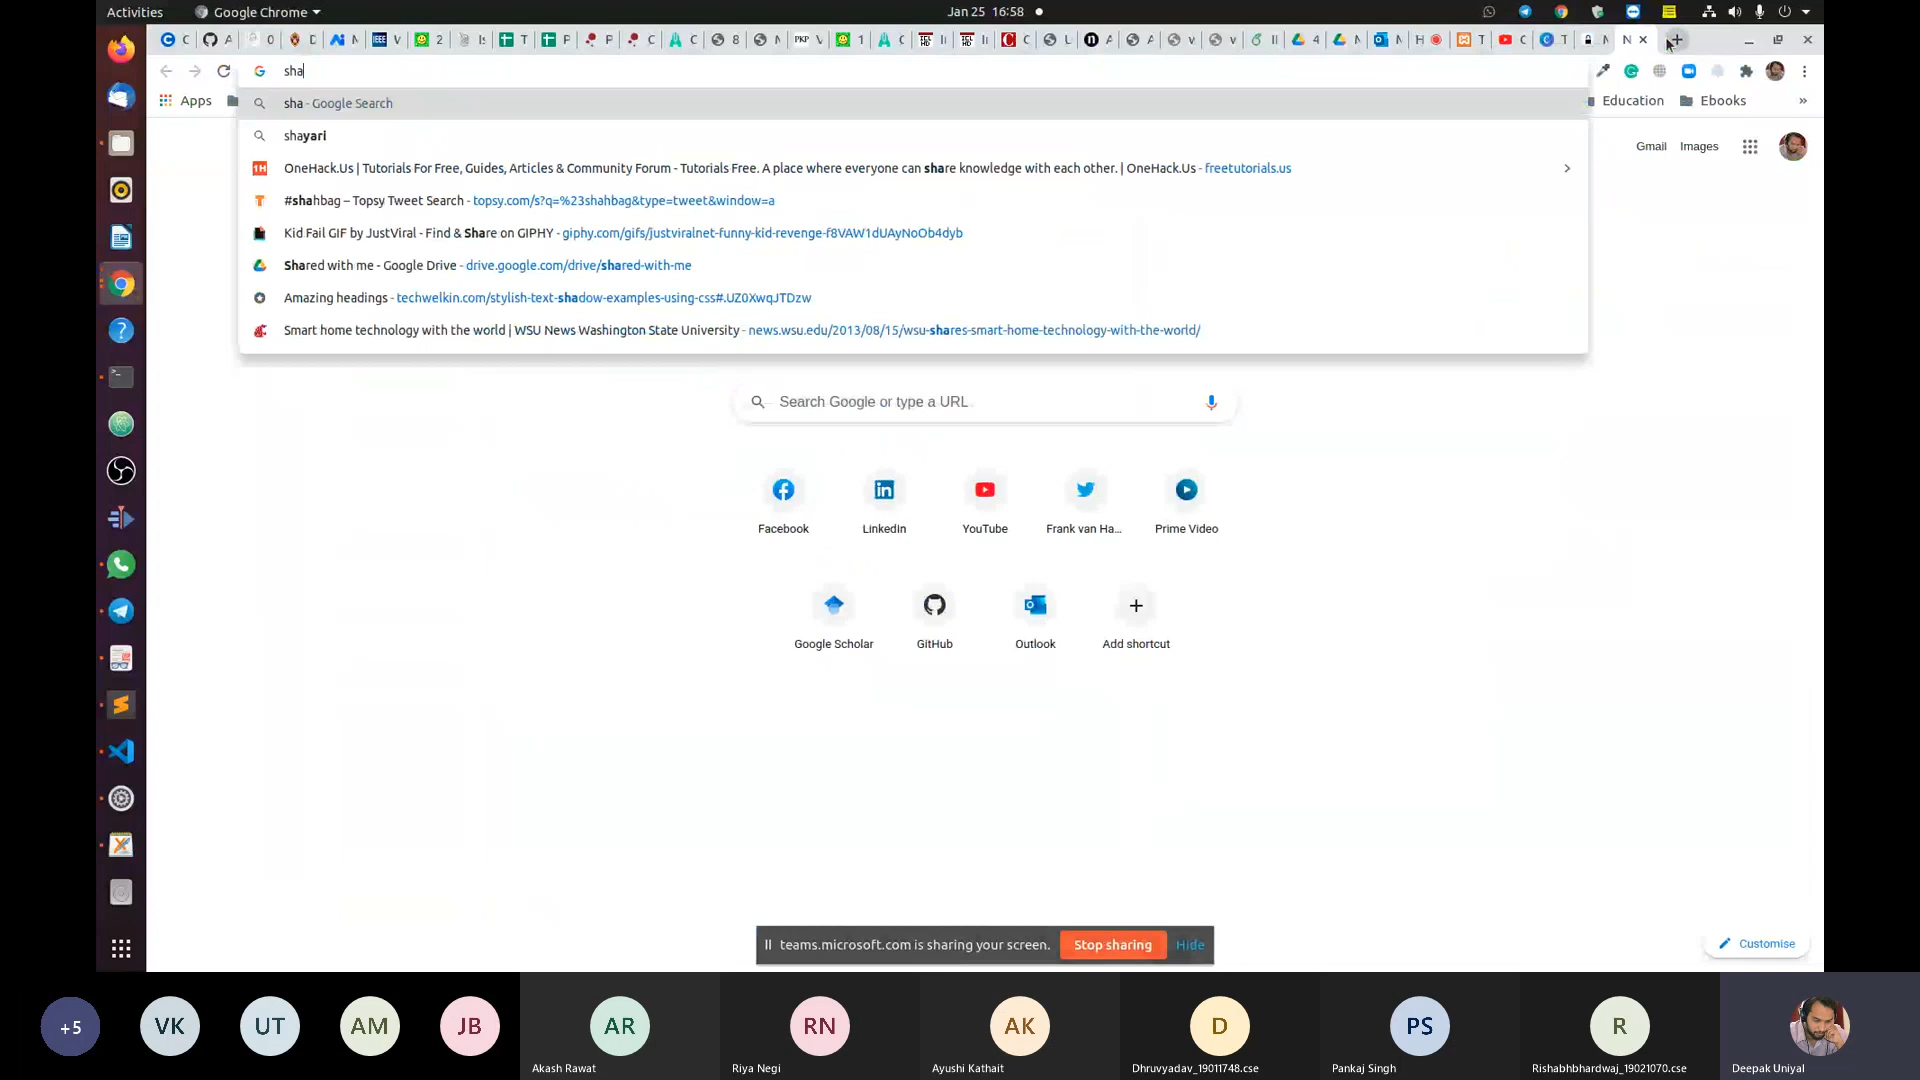 Activities
Google Chrome
Jan 25 16:58
sha
Apps
Education
Ebooks
»
sha - Google Search
shayari
OneHack.Us | Tutorials For Free, Guides, Articles & Community Forum - Tutorials Free. A place where everyone can share knowledge with each other. | OneHack.Us - freetutorials.us
#shahbag – Topsy Tweet Search - topsy.com/s?q=%23shahbag&type=tweet&window=a
Kid Fail GIF by JustViral - Find & Share on GIPHY - giphy.com/gifs/justviralnet-funny-kid-revenge-f8VAW1dUAyNoOb4dyb
Shared with me - Google Drive - drive.google.com/drive/shared-with-me
Amazing headings - techwelkin.com/stylish-text-shadow-examples-using-css#.UZ0XwqJTDzw
Smart home technology with the world | WSU News Washington State University - news.wsu.edu/2013/08/15/wsu-shares-smart-home-technology-with-the-world/
Gmail Images
Search Google or type a URL
Facebook LinkedIn YouTube Frank van Ha... Prime Video
Google Scholar GitHub Outlook Add shortcut
Customise
teams.microsoft.com is sharing your screen. Stop sharing Hide
+5 VK UT AM JB AR RN AK D PS R
Akash Rawat Riya Negi Ayushi Kathait Dhruvyadav_19011748.cse Pankaj Singh Rishabhbhardwaj_19021070.cse Deepak Uniyal